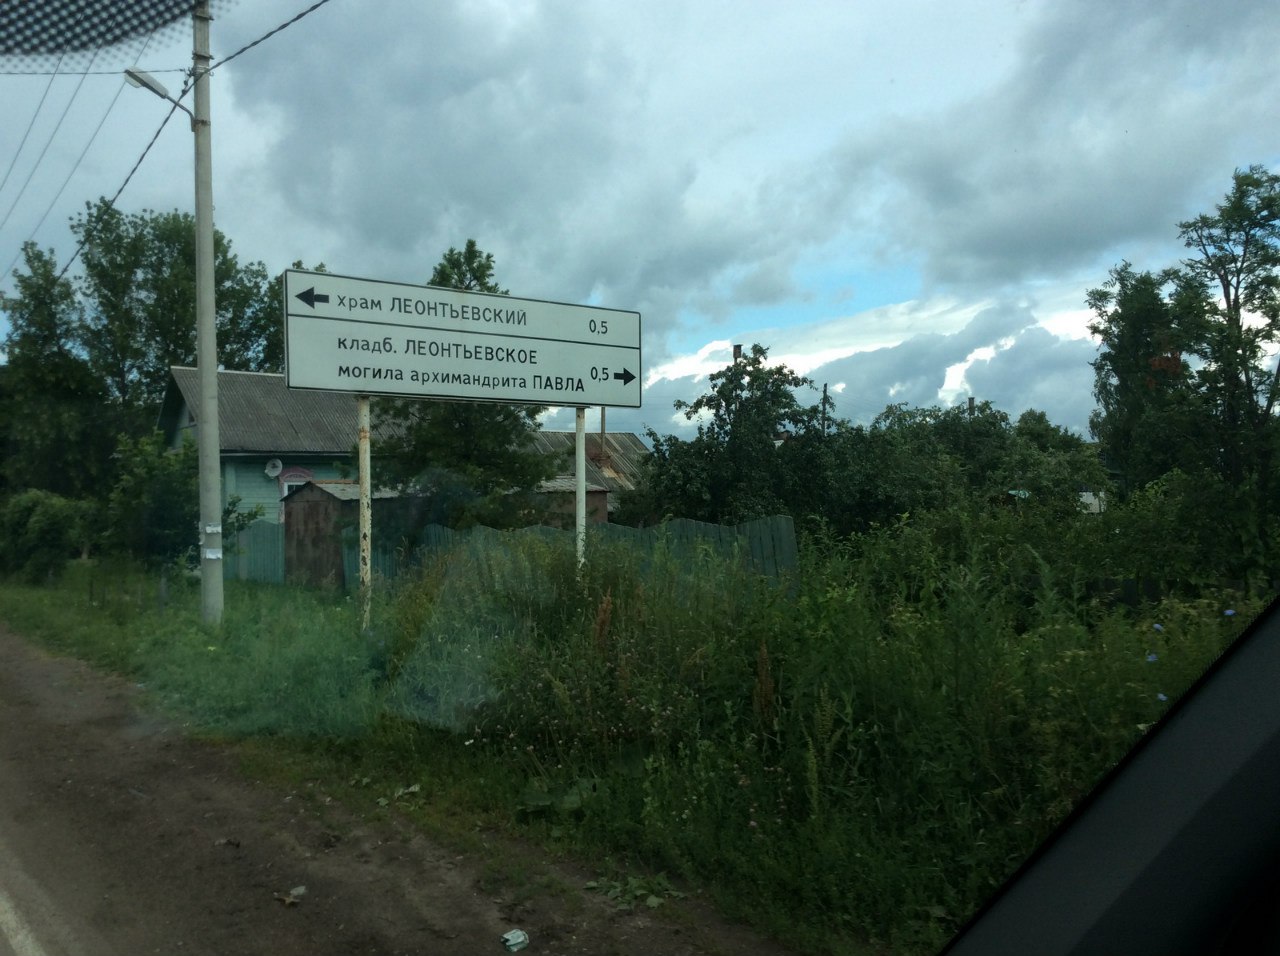 храм ЛЕОНТЬЕВСКИЙ 0,5
кладб. ЛЕОНТЬЕВСКОЕ
могила архимандрита ПАВЛА 0,5